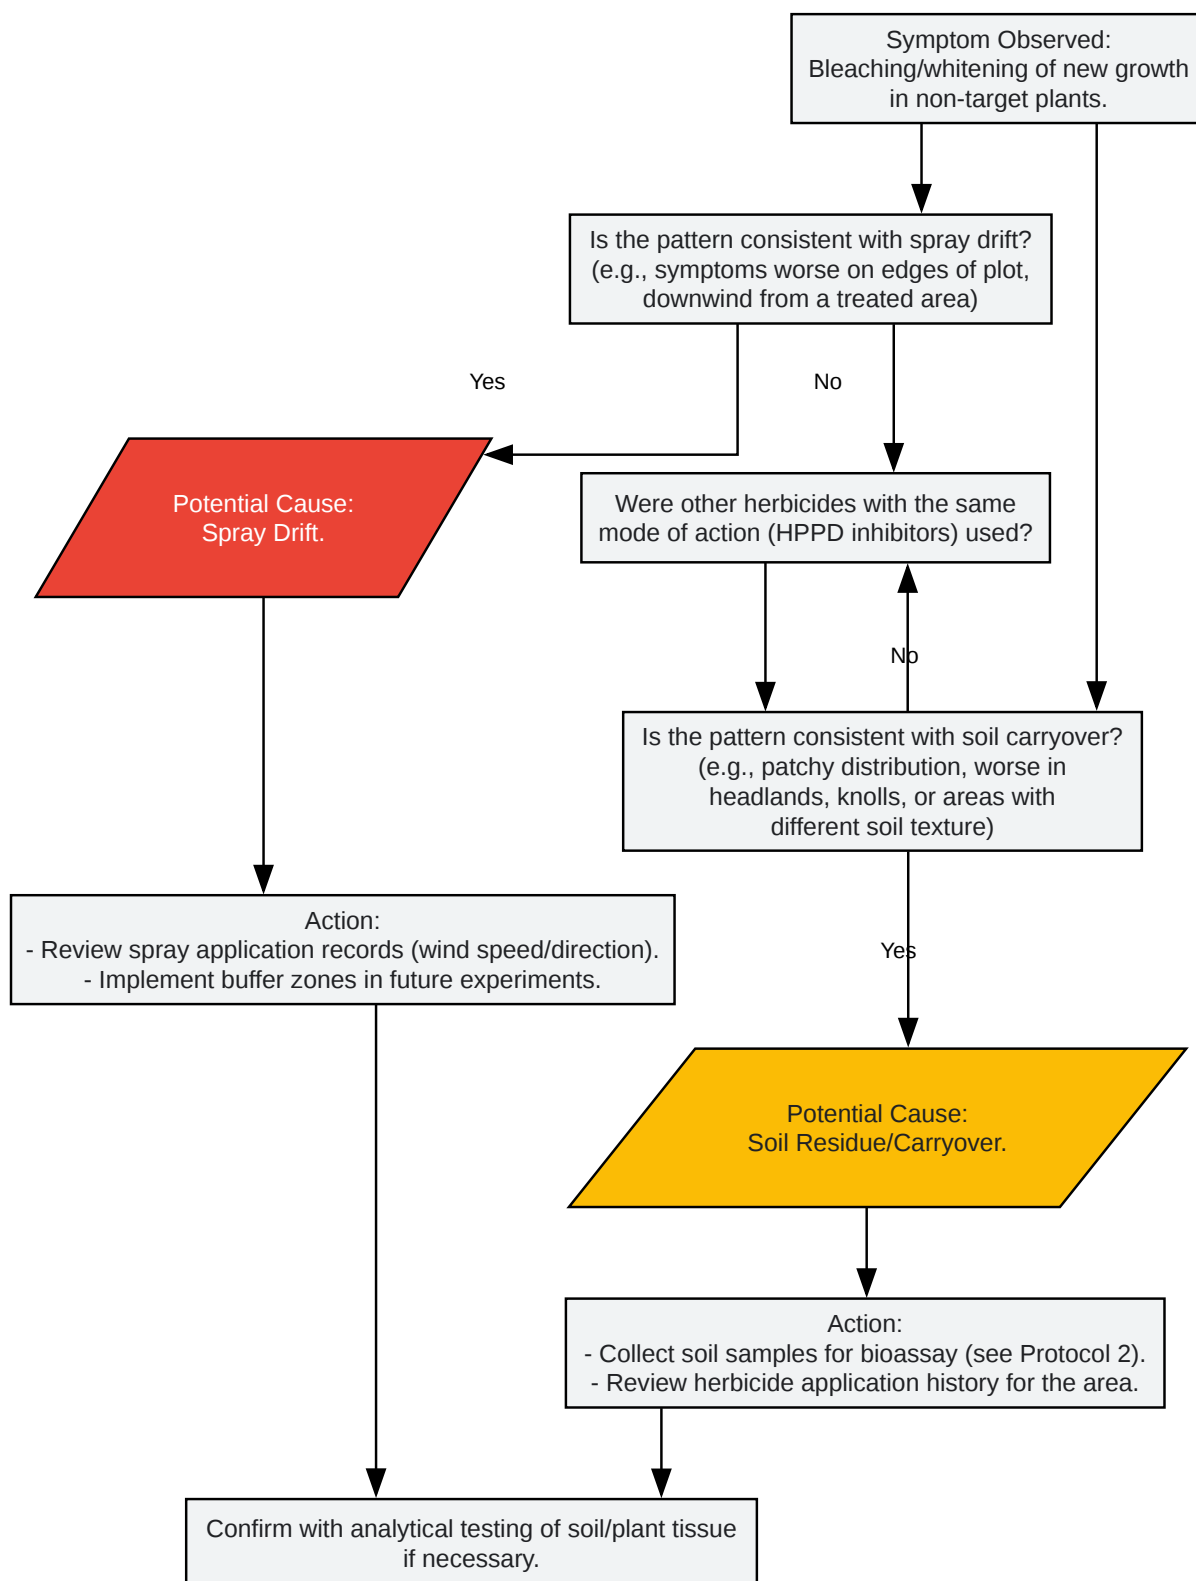 Symptom Observed:
Bleaching/whitening of new growth
in non-target plants.
Is the pattern consistent with spray drift?
(e.g., symptoms worse on edges of plot,
downwind from a treated area)
Yes
No
Potential Cause:
Spray Drift.
Were other herbicides with the same
mode of action (HPPD inhibitors) used?
No
Is the pattern consistent with soil carryover?
(e.g., patchy distribution, worse in
headlands, knolls, or areas with
different soil texture)
Action:
- Review spray application records (wind speed/direction).
- Implement buffer zones in future experiments.
Yes
Potential Cause:
Soil Residue/Carryover.
Action:
- Collect soil samples for bioassay (see Protocol 2).
- Review herbicide application history for the area.
Confirm with analytical testing of soil/plant tissue
if necessary.